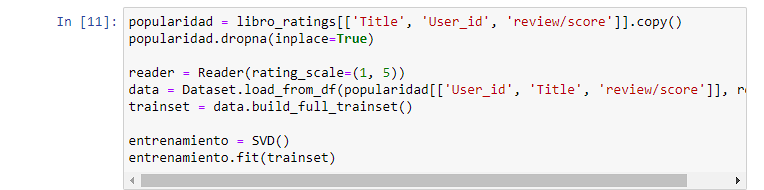 In [11]: popularidad = libro_ratings[['Title', 'User_id', 'review/score']].copy()
popularidad.dropna(inplace=True)
reader = Reader(rating_scale=(1, 5))
data = Dataset.load_from_df(popularidad[['User_id', 'Title', 'review/score']],
trainset = data.build_full_trainset()
entrenamiento = SVD()
entrenamiento.fit(trainset)